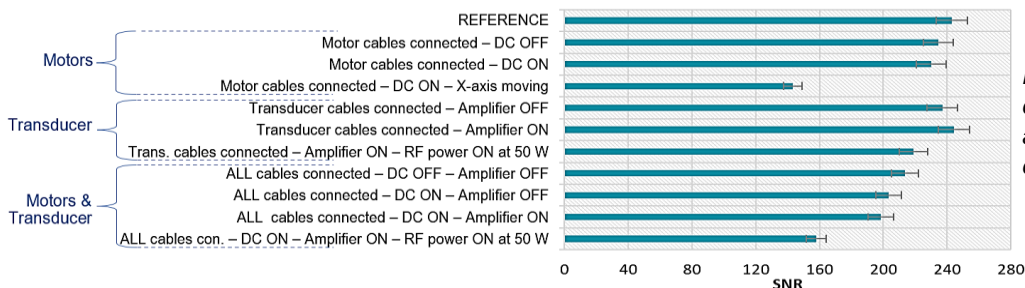 REFERENCE
Motors
Motor cables connected – DC OFF
Motor cables connected – DC ON
Motor cables connected – DC ON – X-axis moving
Transducer
Transducer cables connected – Amplifier OFF
Transducer cables connected – Amplifier ON
Trans. cables connected – Amplifier ON – RF power ON at 50 W
Motors &
Transducer
ALL cables connected – DC OFF – Amplifier OFF
ALL cables connected – DC ON – Amplifier OFF
ALL cables connected – DC ON – Amplifier ON
ALL cables con. – DC ON – Amplifier ON – RF power ON at 50 W
0 40 80 120 160 200 240 280
SNR